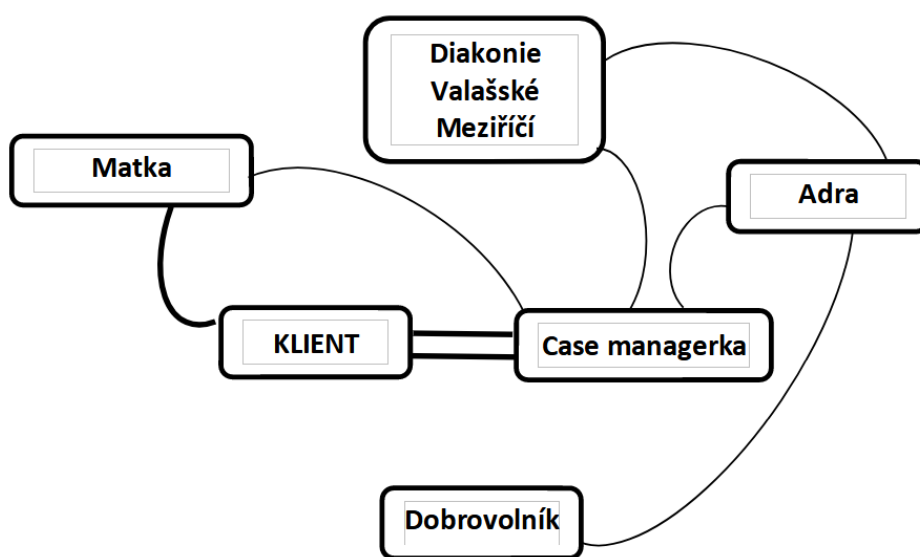 Diakonie
Valašské
Meziříčí
Matka
Adra
KLIENT
Case managerka
Dobrovolník